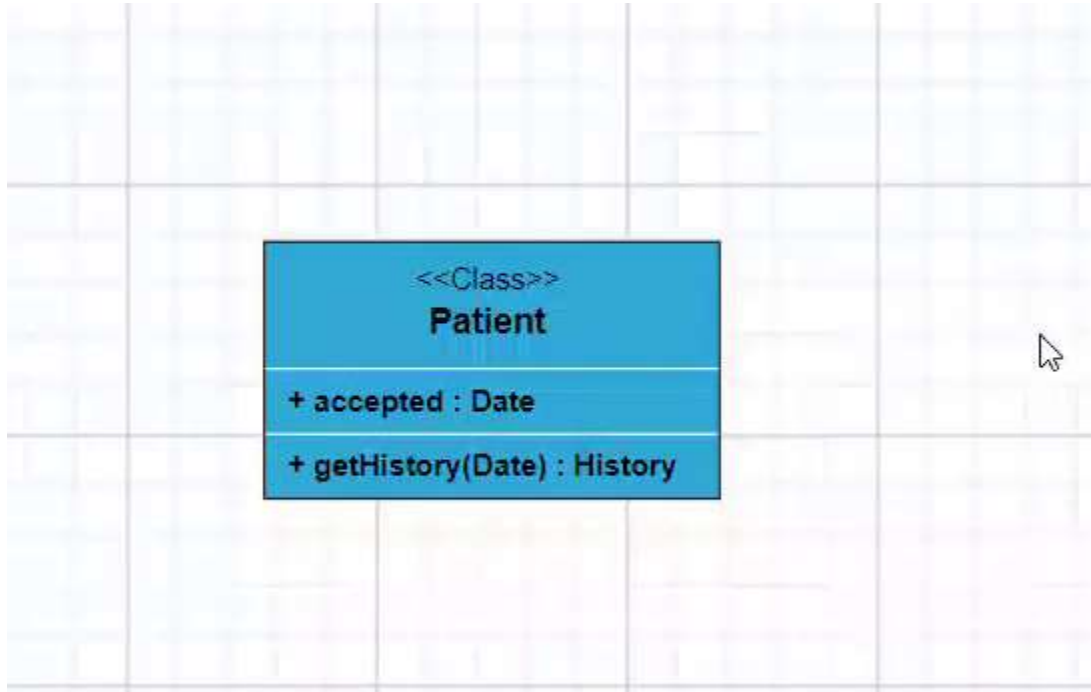 <<Class>>
Patient
+ accepted : Date
+ getHistory(Date) : History